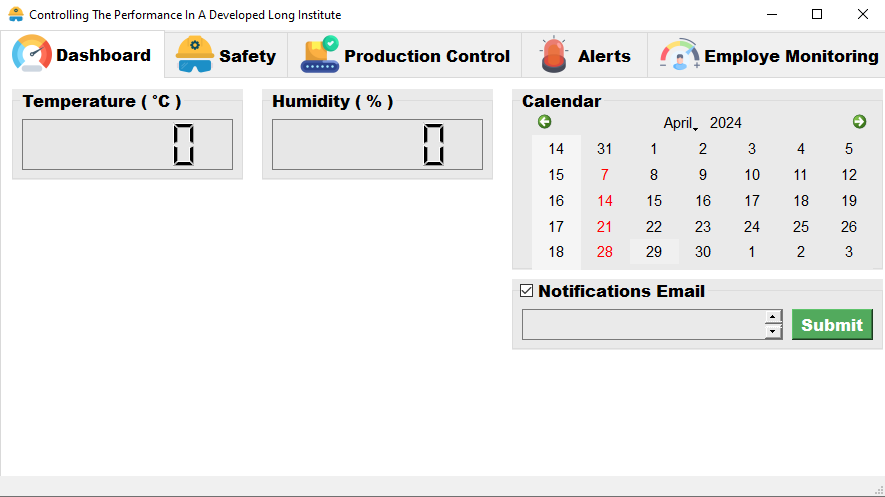 Controlling The Performance In A Developed Long Institute
Dashboard Safety Production Control Alerts Employe Monitoring
Temperature ( °C )
0
Humidity ( % )
0
Calendar
April 2024
14 31 1 2 3 4 5
15 7 8 9 10 11 12
16 14 15 16 17 18 19
17 21 22 23 24 25 26
18 28 29 30 1 2 3
Notifications Email
Submit